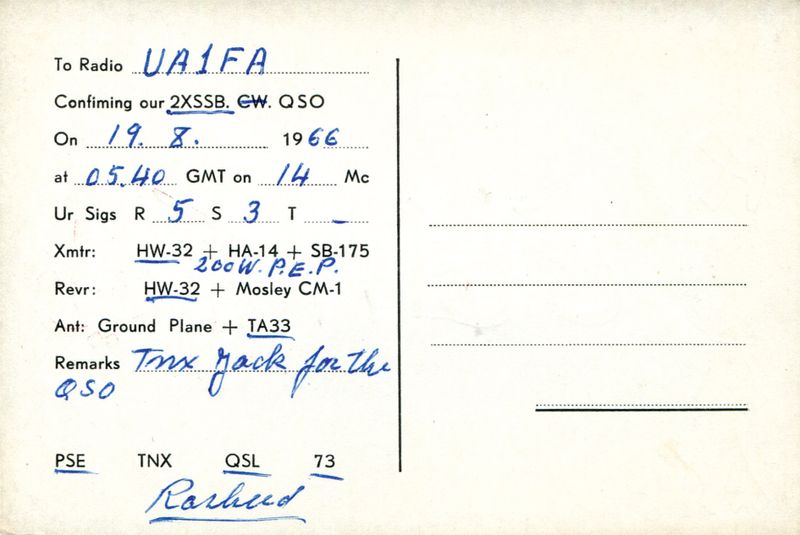 To Radio UA1FA
Confiming our 2XSSB. CW. QSO
On 19. 8. 1966
at 05.40 GMT on 14 Mc
Ur Sigs R 5 S 3 T -
Xmtr: HW-32 + HA-14 + SB-175
200W. P.E.P.
Revr: HW-32 + Mosley CM-1
Ant: Ground Plane + TA33
Remarks Tnx Jack for the
QSO
PSE TNX QSL 73
Rasheed